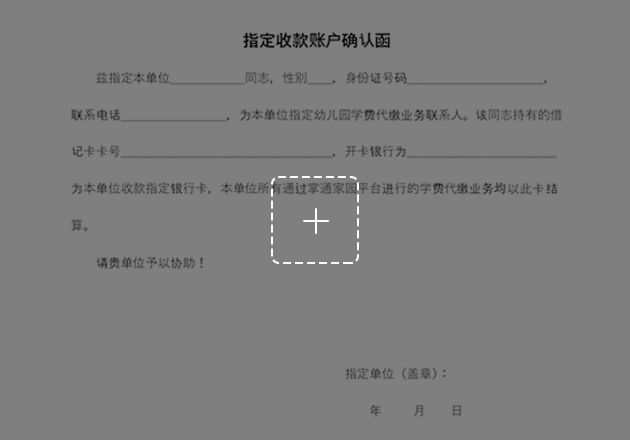 指定收款账户确认函
兹指定本单位____________同志，性别____，身份证号码______________________，
联系电话_________________，为本单位指定幼儿园学费代缴业务联系人。该同志持有的借
记卡卡号__________________________________，开卡银行为________________________
为本单位收款指定银行卡，本单位所有通过掌通家园平台进行的学费代缴业务均以此卡结
算。
请贵单位予以协助！
指定单位（盖章）：
年 月 日